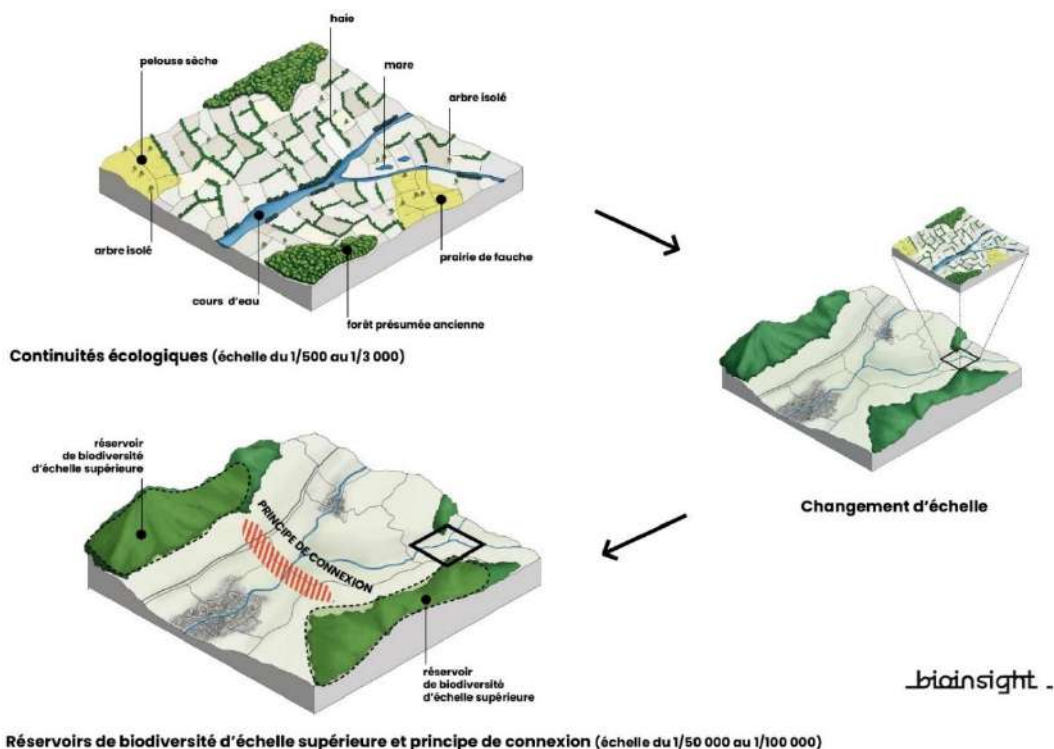 haie
pelouse sèche
mare
arbre isolé
arbre isolé
prairie de fauche
cours d'eau
forêt présumée ancienne
Continuités écologiques (échelle du 1/500 au 1/3 000)
Changement d'échelle
réservoir
de biodiversité
d'échelle supérieure
PRINCIPE DE CONNEXION
réservoir
de biodiversité
d'échelle supérieure
bioinsight
Réservoirs de biodiversité d'échelle supérieure et principe de connexion (échelle du 1/50 000 au 1/100 000)